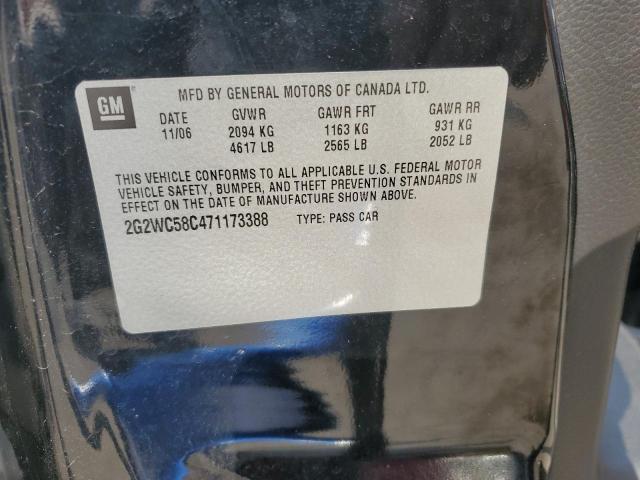 GM
MFD BY GENERAL MOTORS OF CANADA LTD.
DATE GVWR GAWR FRT GAWR RR
11/06 2094 KG 1163 KG 931 KG
4617 LB 2565 LB 2052 LB
THIS VEHICLE CONFORMS TO ALL APPLICABLE U.S. FEDERAL MOTOR
VEHICLE SAFETY, BUMPER, AND THEFT PREVENTION STANDARDS IN
EFFECT ON THE DATE OF MANUFACTURE SHOWN ABOVE.
2G2WC58C471173388 TYPE: PASS CAR